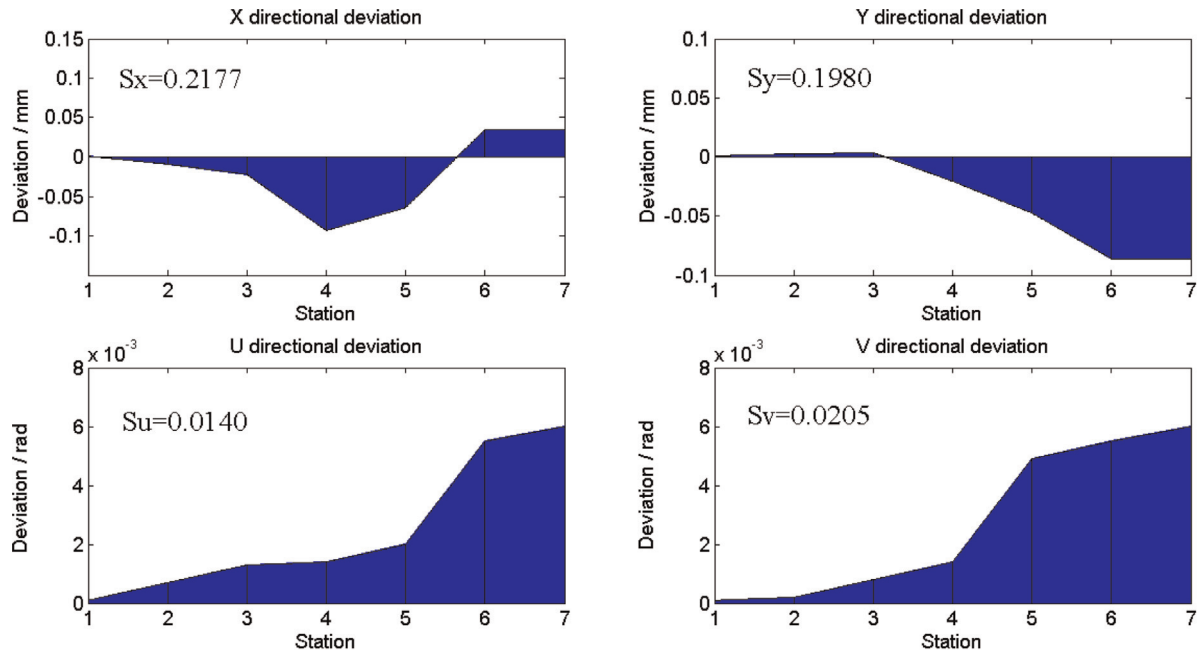 X directional deviation
0.15
0.1
0.05
0
-0.05
-0.1
Deviation / mm
Sx=0.2177
1 2 3 4 5 6 7
Station
Y directional deviation
0.1
0.05
0
-0.05
-0.1
Deviation / mm
Sy=0.1980
1 2 3 4 5 6 7
Station
U directional deviation
x 10⁻³
8
6
4
2
0
Deviation / rad
Su=0.0140
1 2 3 4 5 6 7
Station
V directional deviation
x 10⁻³
8
6
4
2
0
Deviation / rad
Sv=0.0205
1 2 3 4 5 6 7
Station